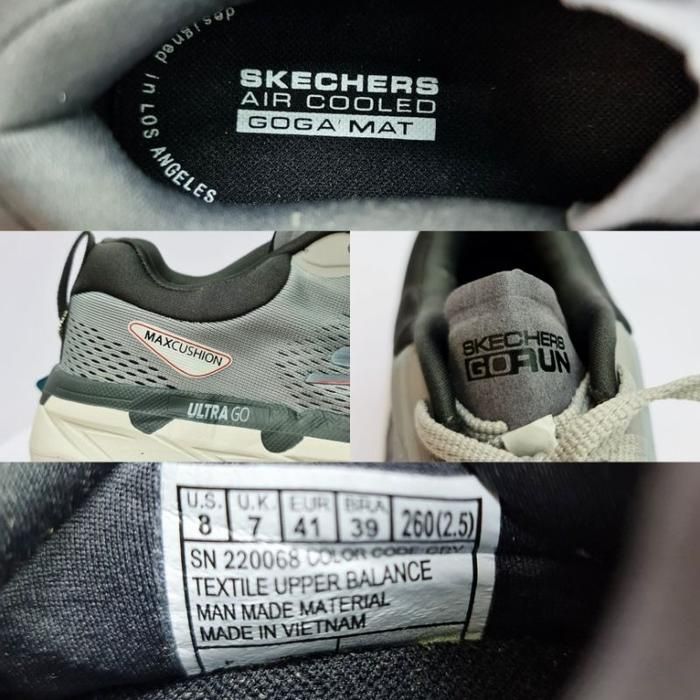 designed in LOS ANGELES
SKECHERS
AIR COOLED
GOGA MAT
MAXCUSHION
ULTRA GO
SKECHERS
GORUN
U.S. U.K. EUR BRA 260(2.5)
8 7 41 39
SN 220068 COLOR CODE GRY
TEXTILE UPPER BALANCE
MAN MADE MATERIAL
MADE IN VIETNAM